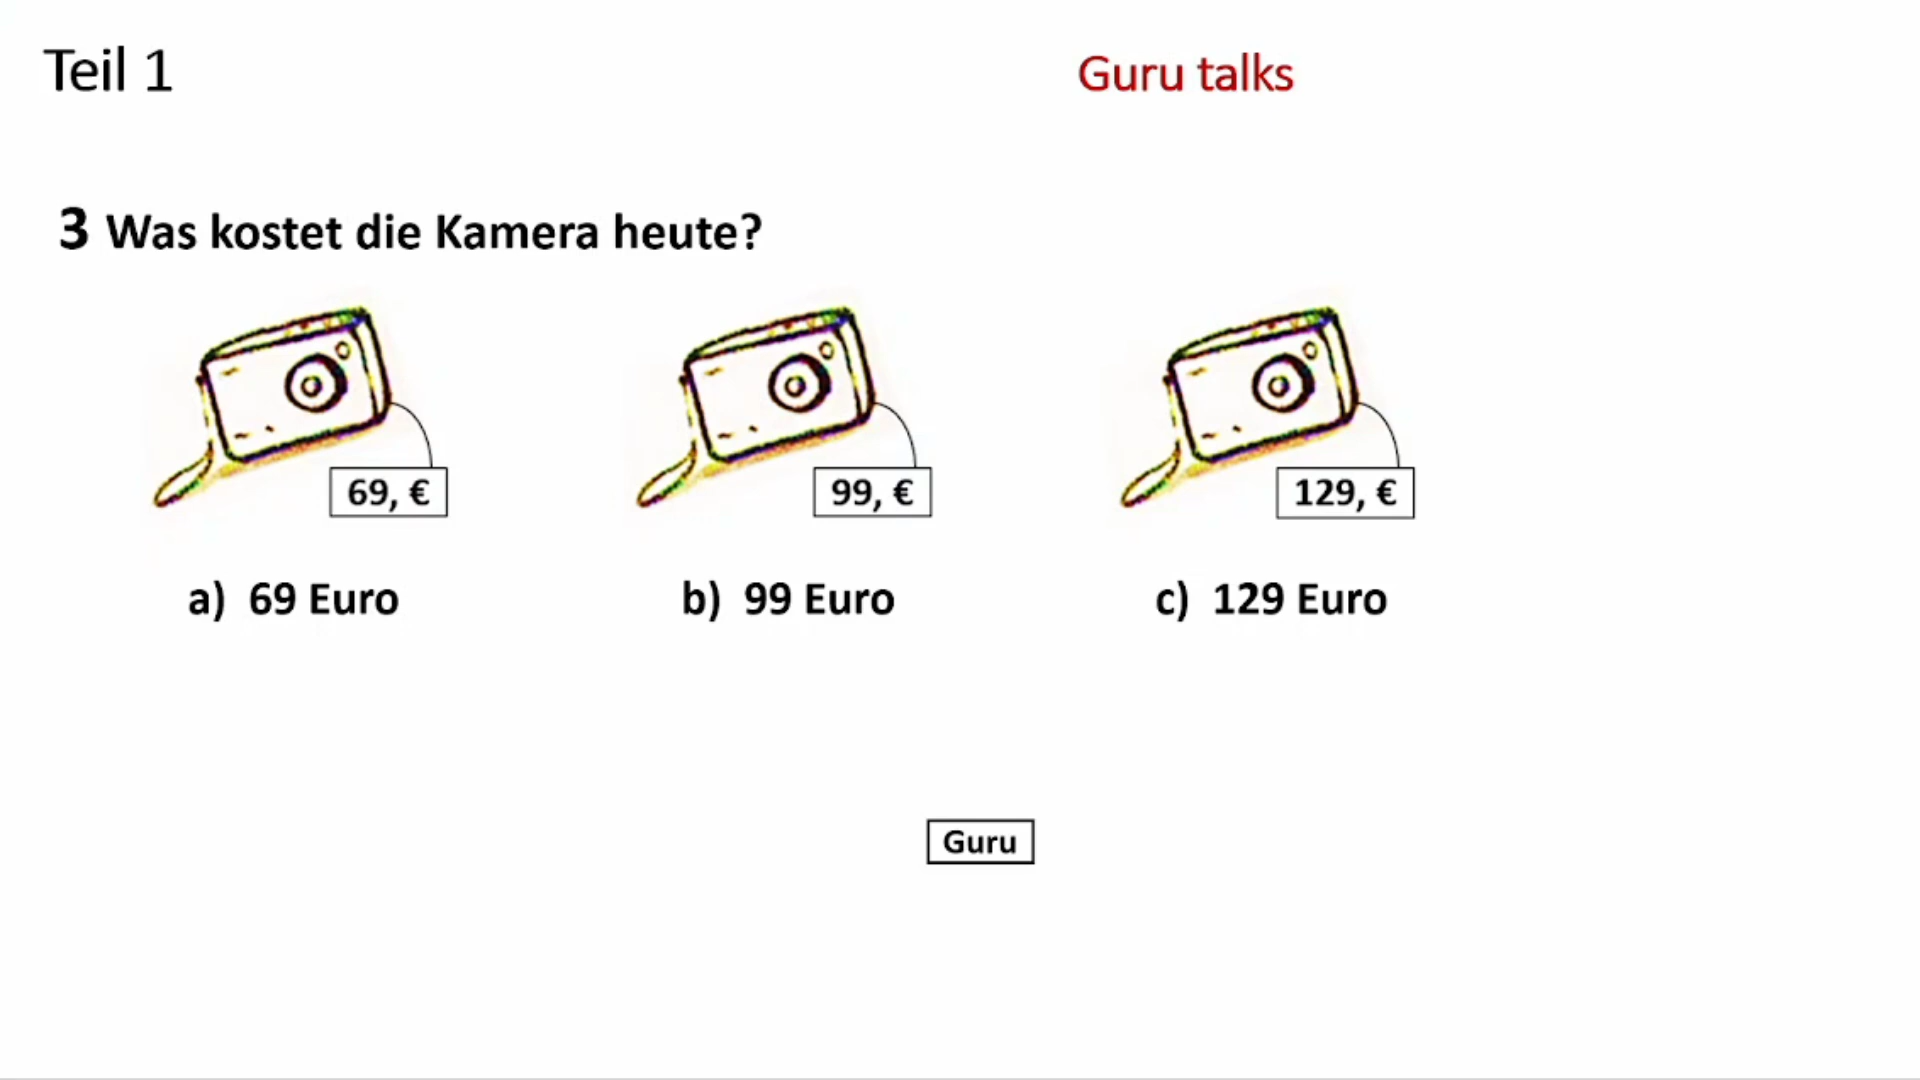 Teil 1
Guru talks
3 Was kostet die Kamera heute?
69, €
99, €
129, €
a) 69 Euro
b) 99 Euro
c) 129 Euro
Guru